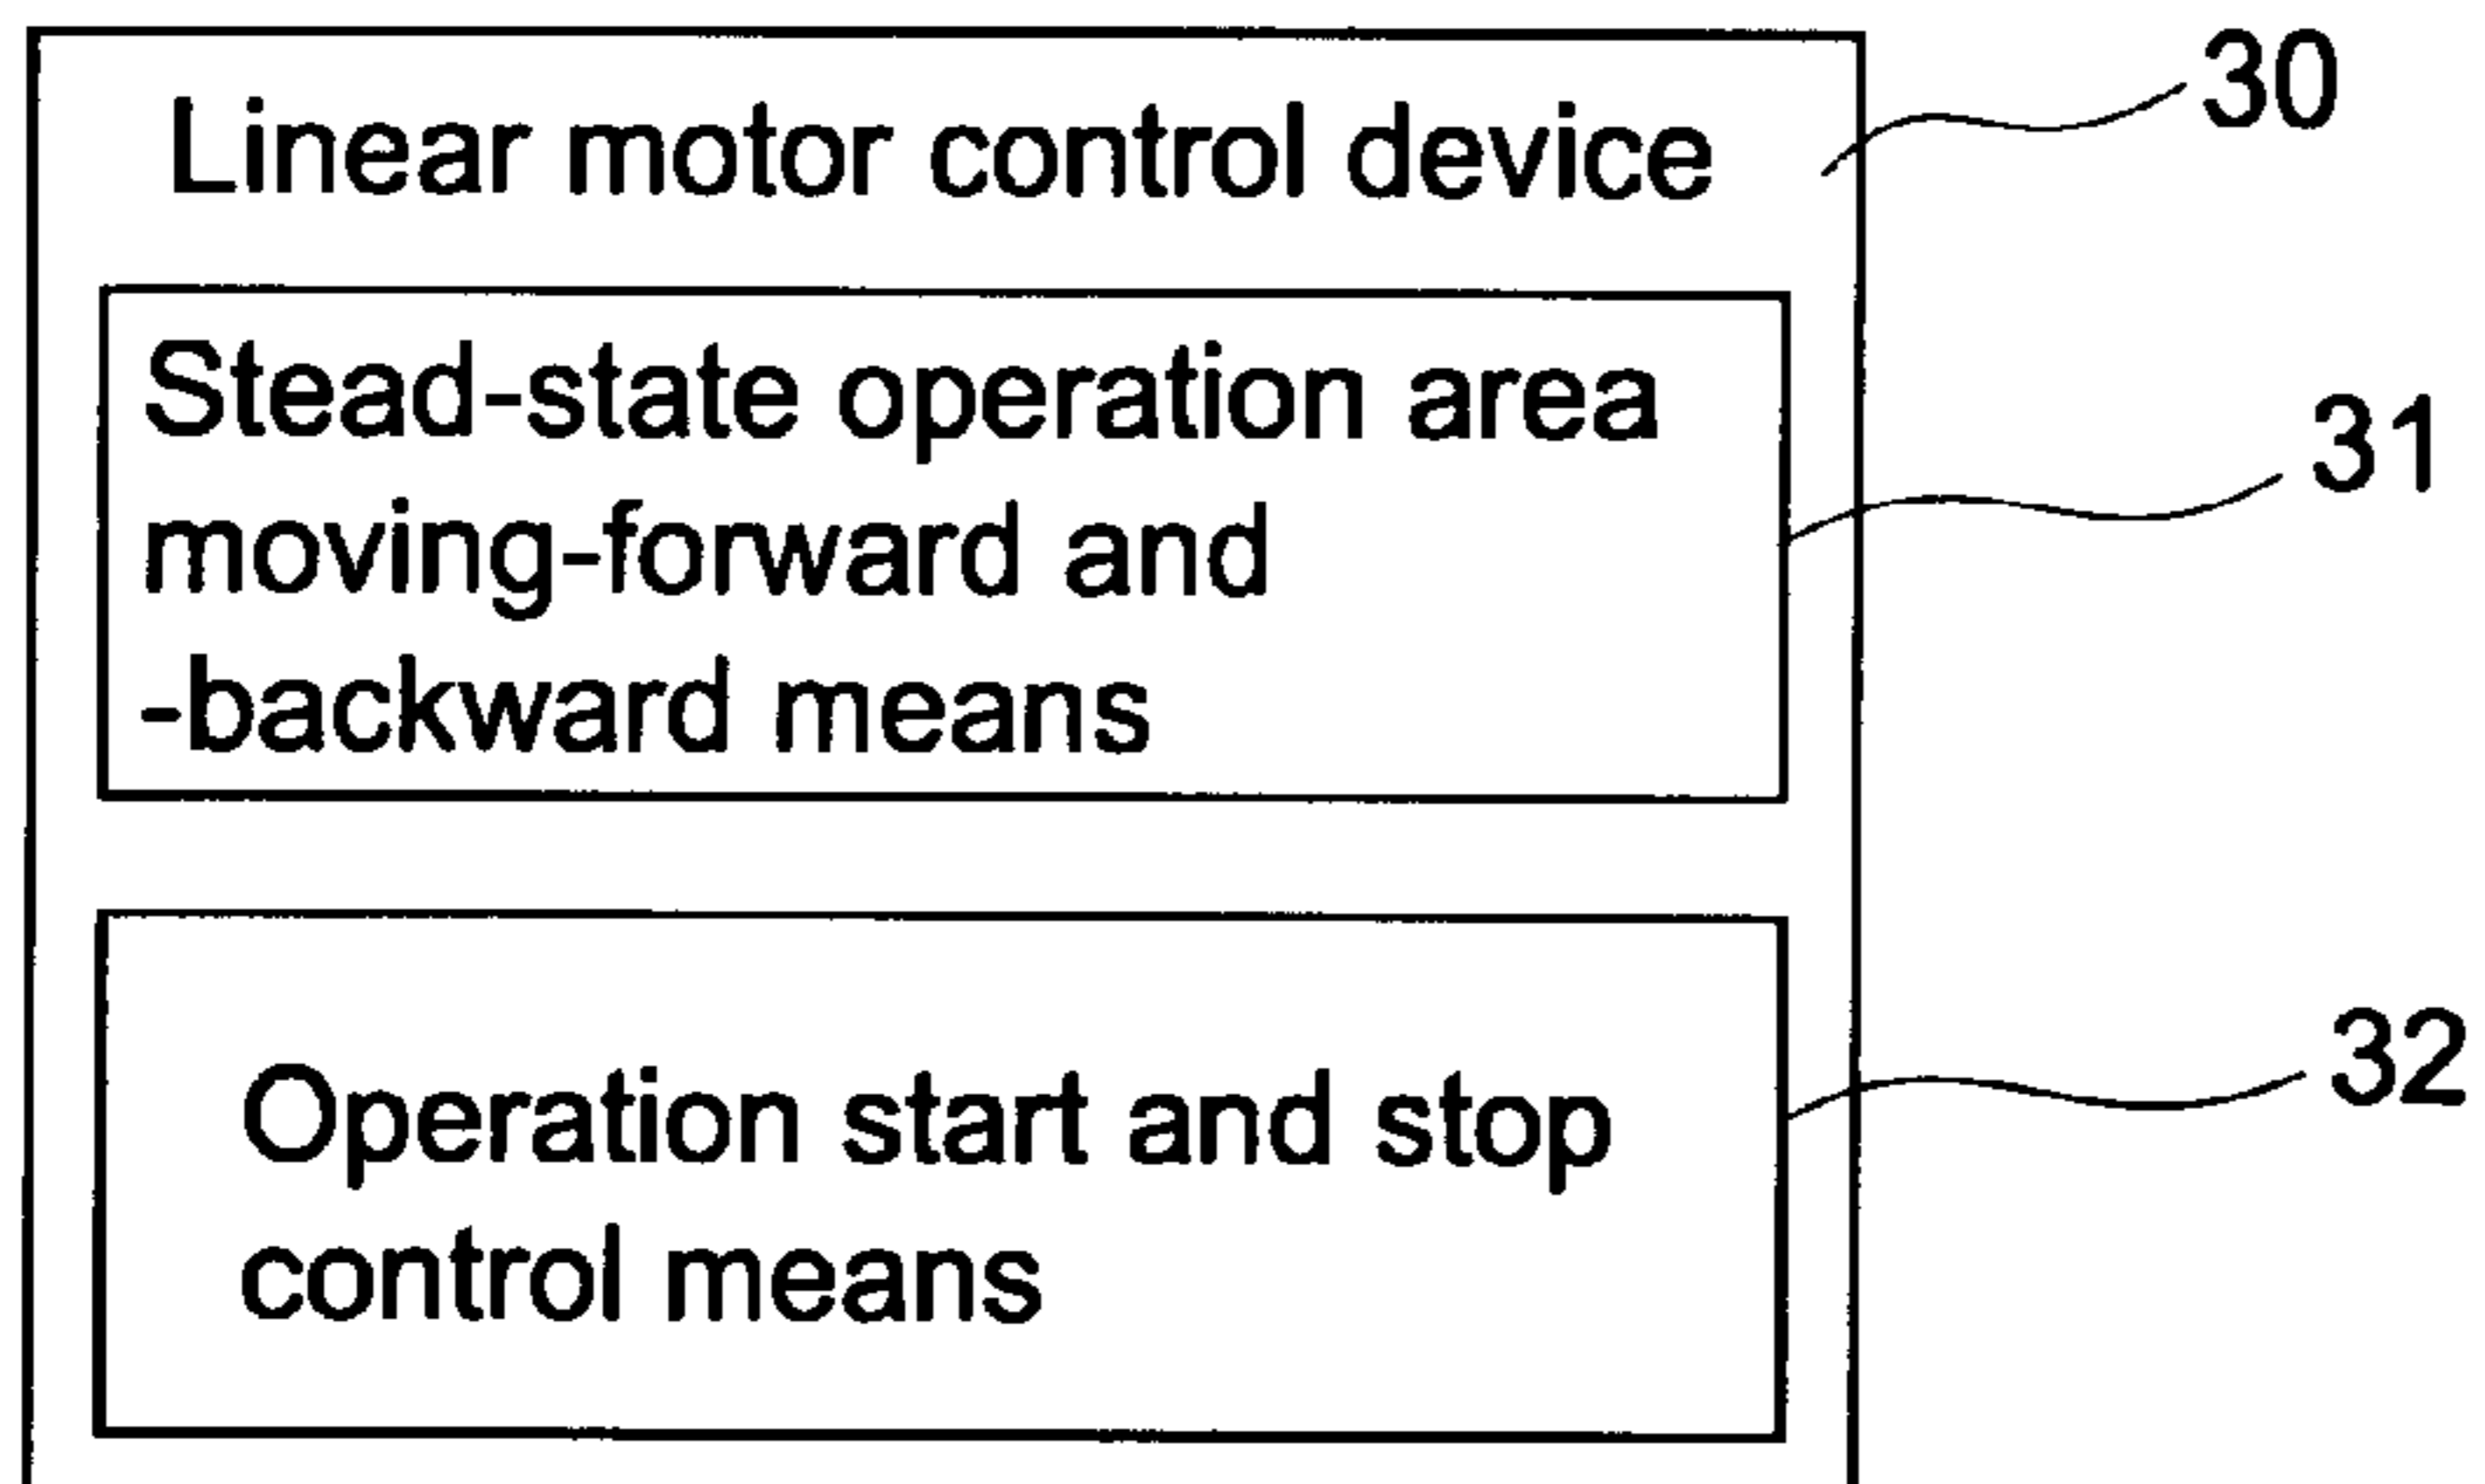 Linear motor control device
30
Stead-state operation area
moving-forward and
-backward means
31
Operation start and stop
control means
32